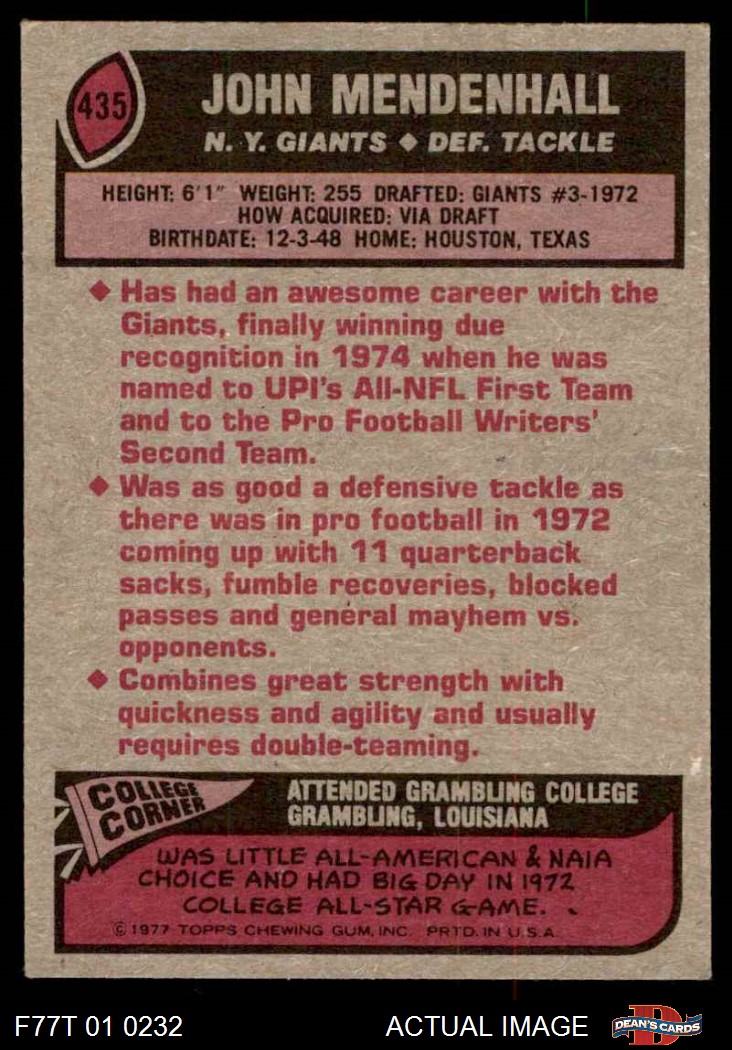 435
JOHN MENDENHALL
N. Y. GIANTS ◆ DEF. TACKLE
HEIGHT: 6'1" WEIGHT: 255 DRAFTED: GIANTS #3-1972
HOW ACQUIRED: VIA DRAFT
BIRTHDATE: 12-3-48 HOME: HOUSTON, TEXAS
◆ Has had an awesome career with the
Giants, finally winning due
recognition in 1974 when he was
named to UPI's All-NFL First Team
and to the Pro Football Writers'
Second Team.
◆ Was as good a defensive tackle as
there was in pro football in 1972
coming up with 11 quarterback
sacks, fumble recoveries, blocked
passes and general mayhem vs.
opponents.
◆ Combines great strength with
quickness and agility and usually
requires double-teaming.
COLLEGE
CORNER
ATTENDED GRAMBLING COLLEGE
GRAMBLING, LOUISIANA
WAS LITTLE ALL-AMERICAN & NAIA
CHOICE AND HAD BIG DAY IN 1972
COLLEGE ALL-STAR GAME.
© 1977 TOPPS CHEWING GUM, INC. PRTD. IN U.S.A.
F77T 01 0232
ACTUAL IMAGE
D
DEAN'S CARDS